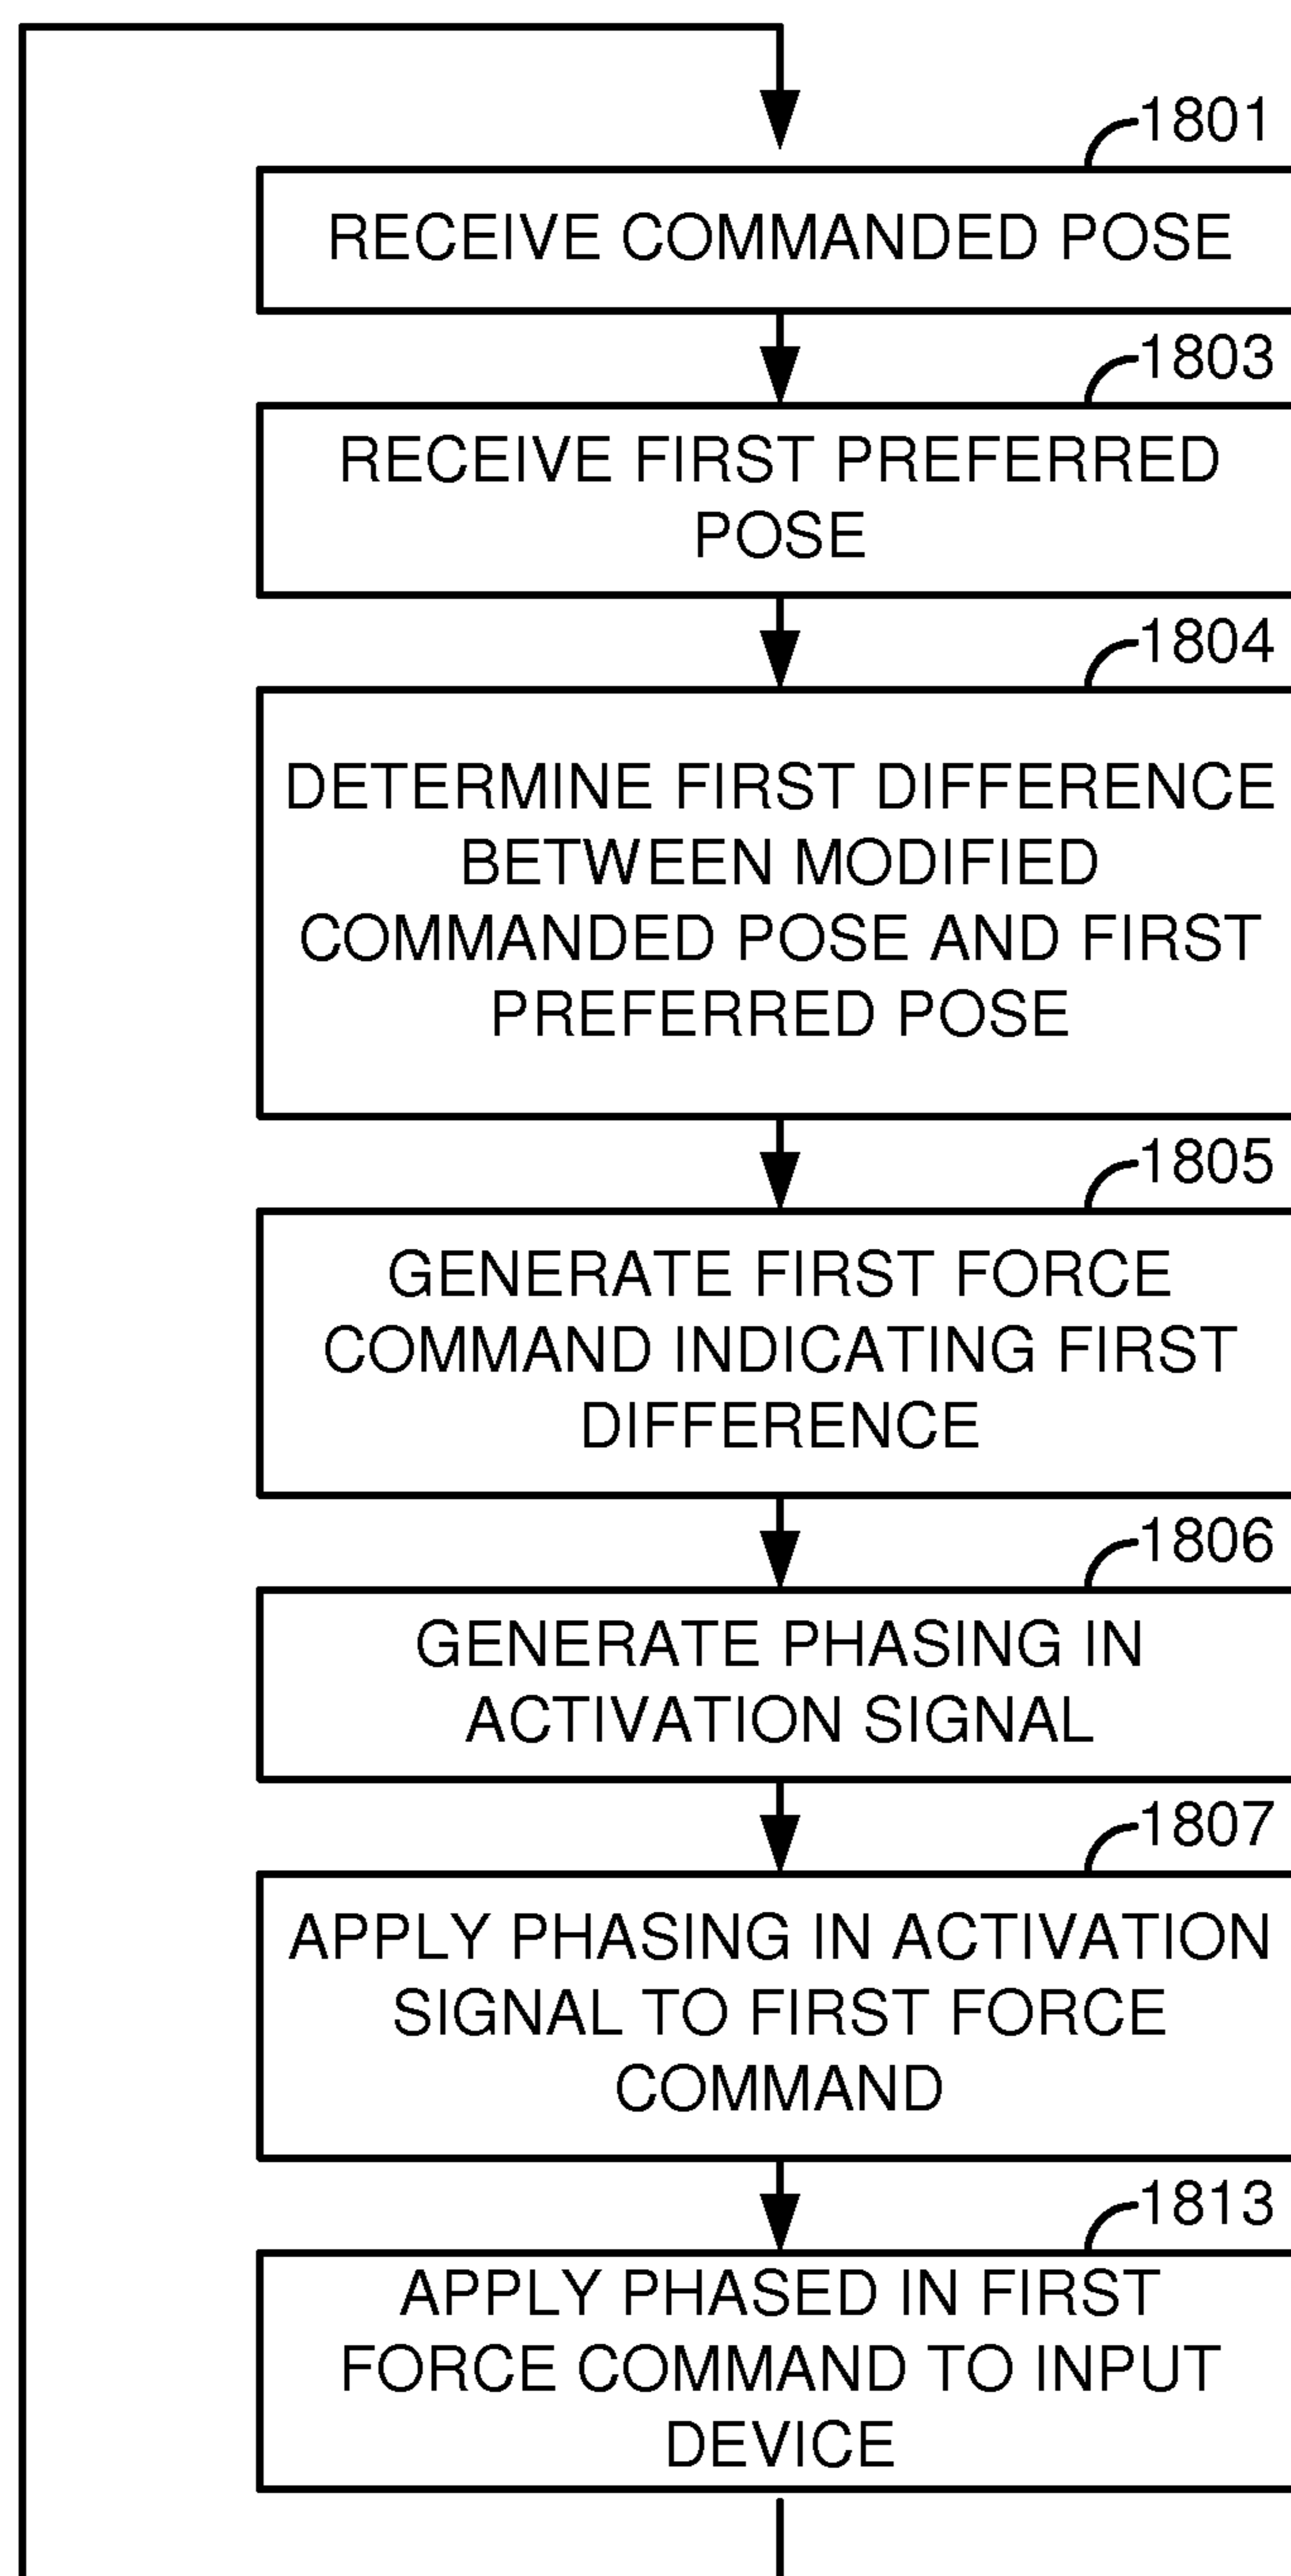 1801
RECEIVE COMMANDED POSE
1803
RECEIVE FIRST PREFERRED
POSE
1804
DETERMINE FIRST DIFFERENCE
BETWEEN MODIFIED
COMMANDED POSE AND FIRST
PREFERRED POSE
1805
GENERATE FIRST FORCE
COMMAND INDICATING FIRST
DIFFERENCE
1806
GENERATE PHASING IN
ACTIVATION SIGNAL
1807
APPLY PHASING IN ACTIVATION
SIGNAL TO FIRST FORCE
COMMAND
1813
APPLY PHASED IN FIRST
FORCE COMMAND TO INPUT
DEVICE